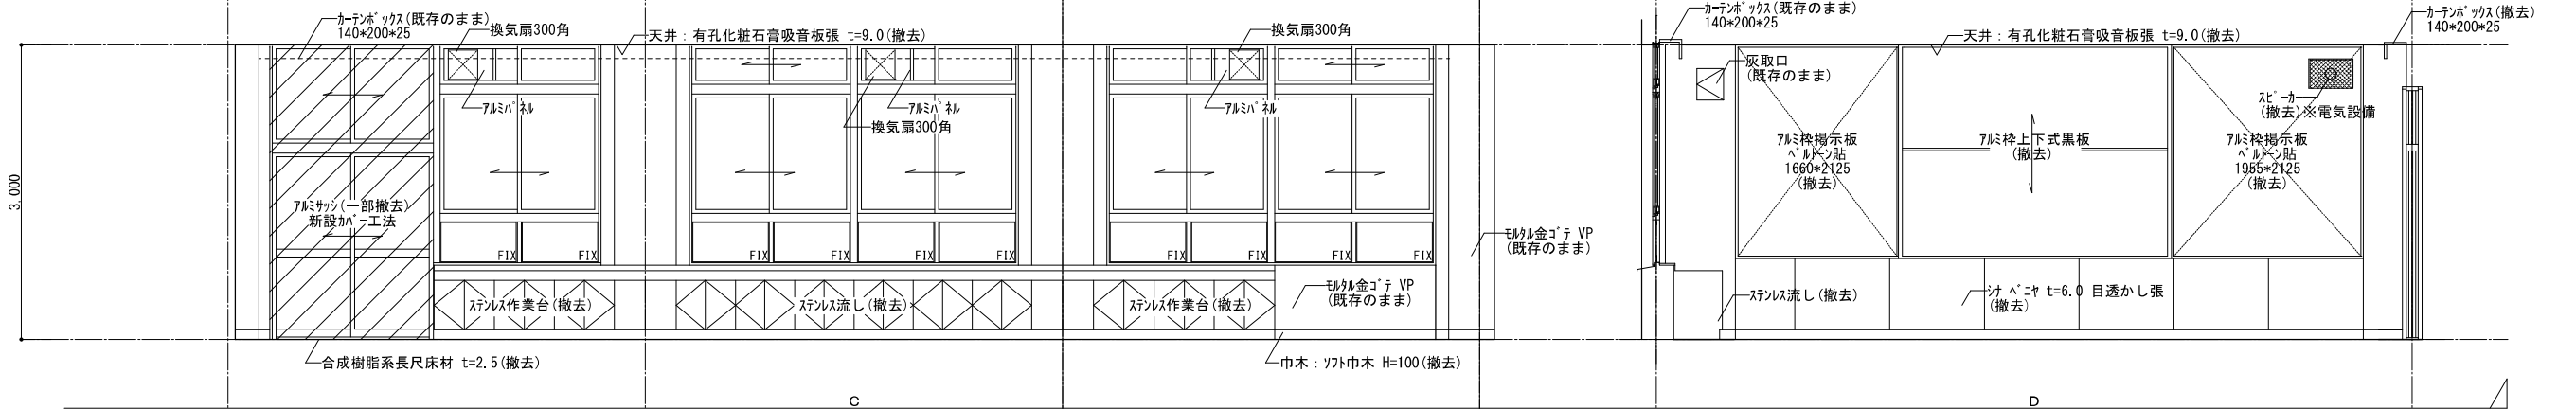 カーテンボックス(既存のまま)
140*200*25
換気扇300角
天井：有孔化粧石膏吸音板張 t=9.0(撤去)
換気扇300角
アルミパネル
アルミパネル
換気扇300角
アルミパネル
3,000
アルミサッシ(一部撤去)
新設カバー工法
FIX
FIX
FIX
FIX
FIX
FIX
FIX
FIX
FIX
FIX
モルタル金ゴテ VP
(既存のまま)
ステンレス作業台(撤去)
ステンレス流し(撤去)
ステンレス作業台(撤去)
モルタル金ゴテ VP
(既存のまま)
合成樹脂系長尺床材 t=2.5(撤去)
巾木：ソフト巾木 H=100(撤去)
C
カーテンボックス(既存のまま)
140*200*25
カーテンボックス(撤去)
140*200*25
天井：有孔化粧石膏吸音板張 t=9.0(撤去)
灰取口
(既存のまま)
スピーカー
(撤去)※電気設備
アルミ枠掲示板
ベルトーン貼
1660*2125
(撤去)
アルミ枠上下式黒板
(撤去)
アルミ枠掲示板
ベルトーン貼
1955*2125
(撤去)
ステンレス流し(撤去)
シナ ベニヤ t=6.0 目透かし張
(撤去)
D